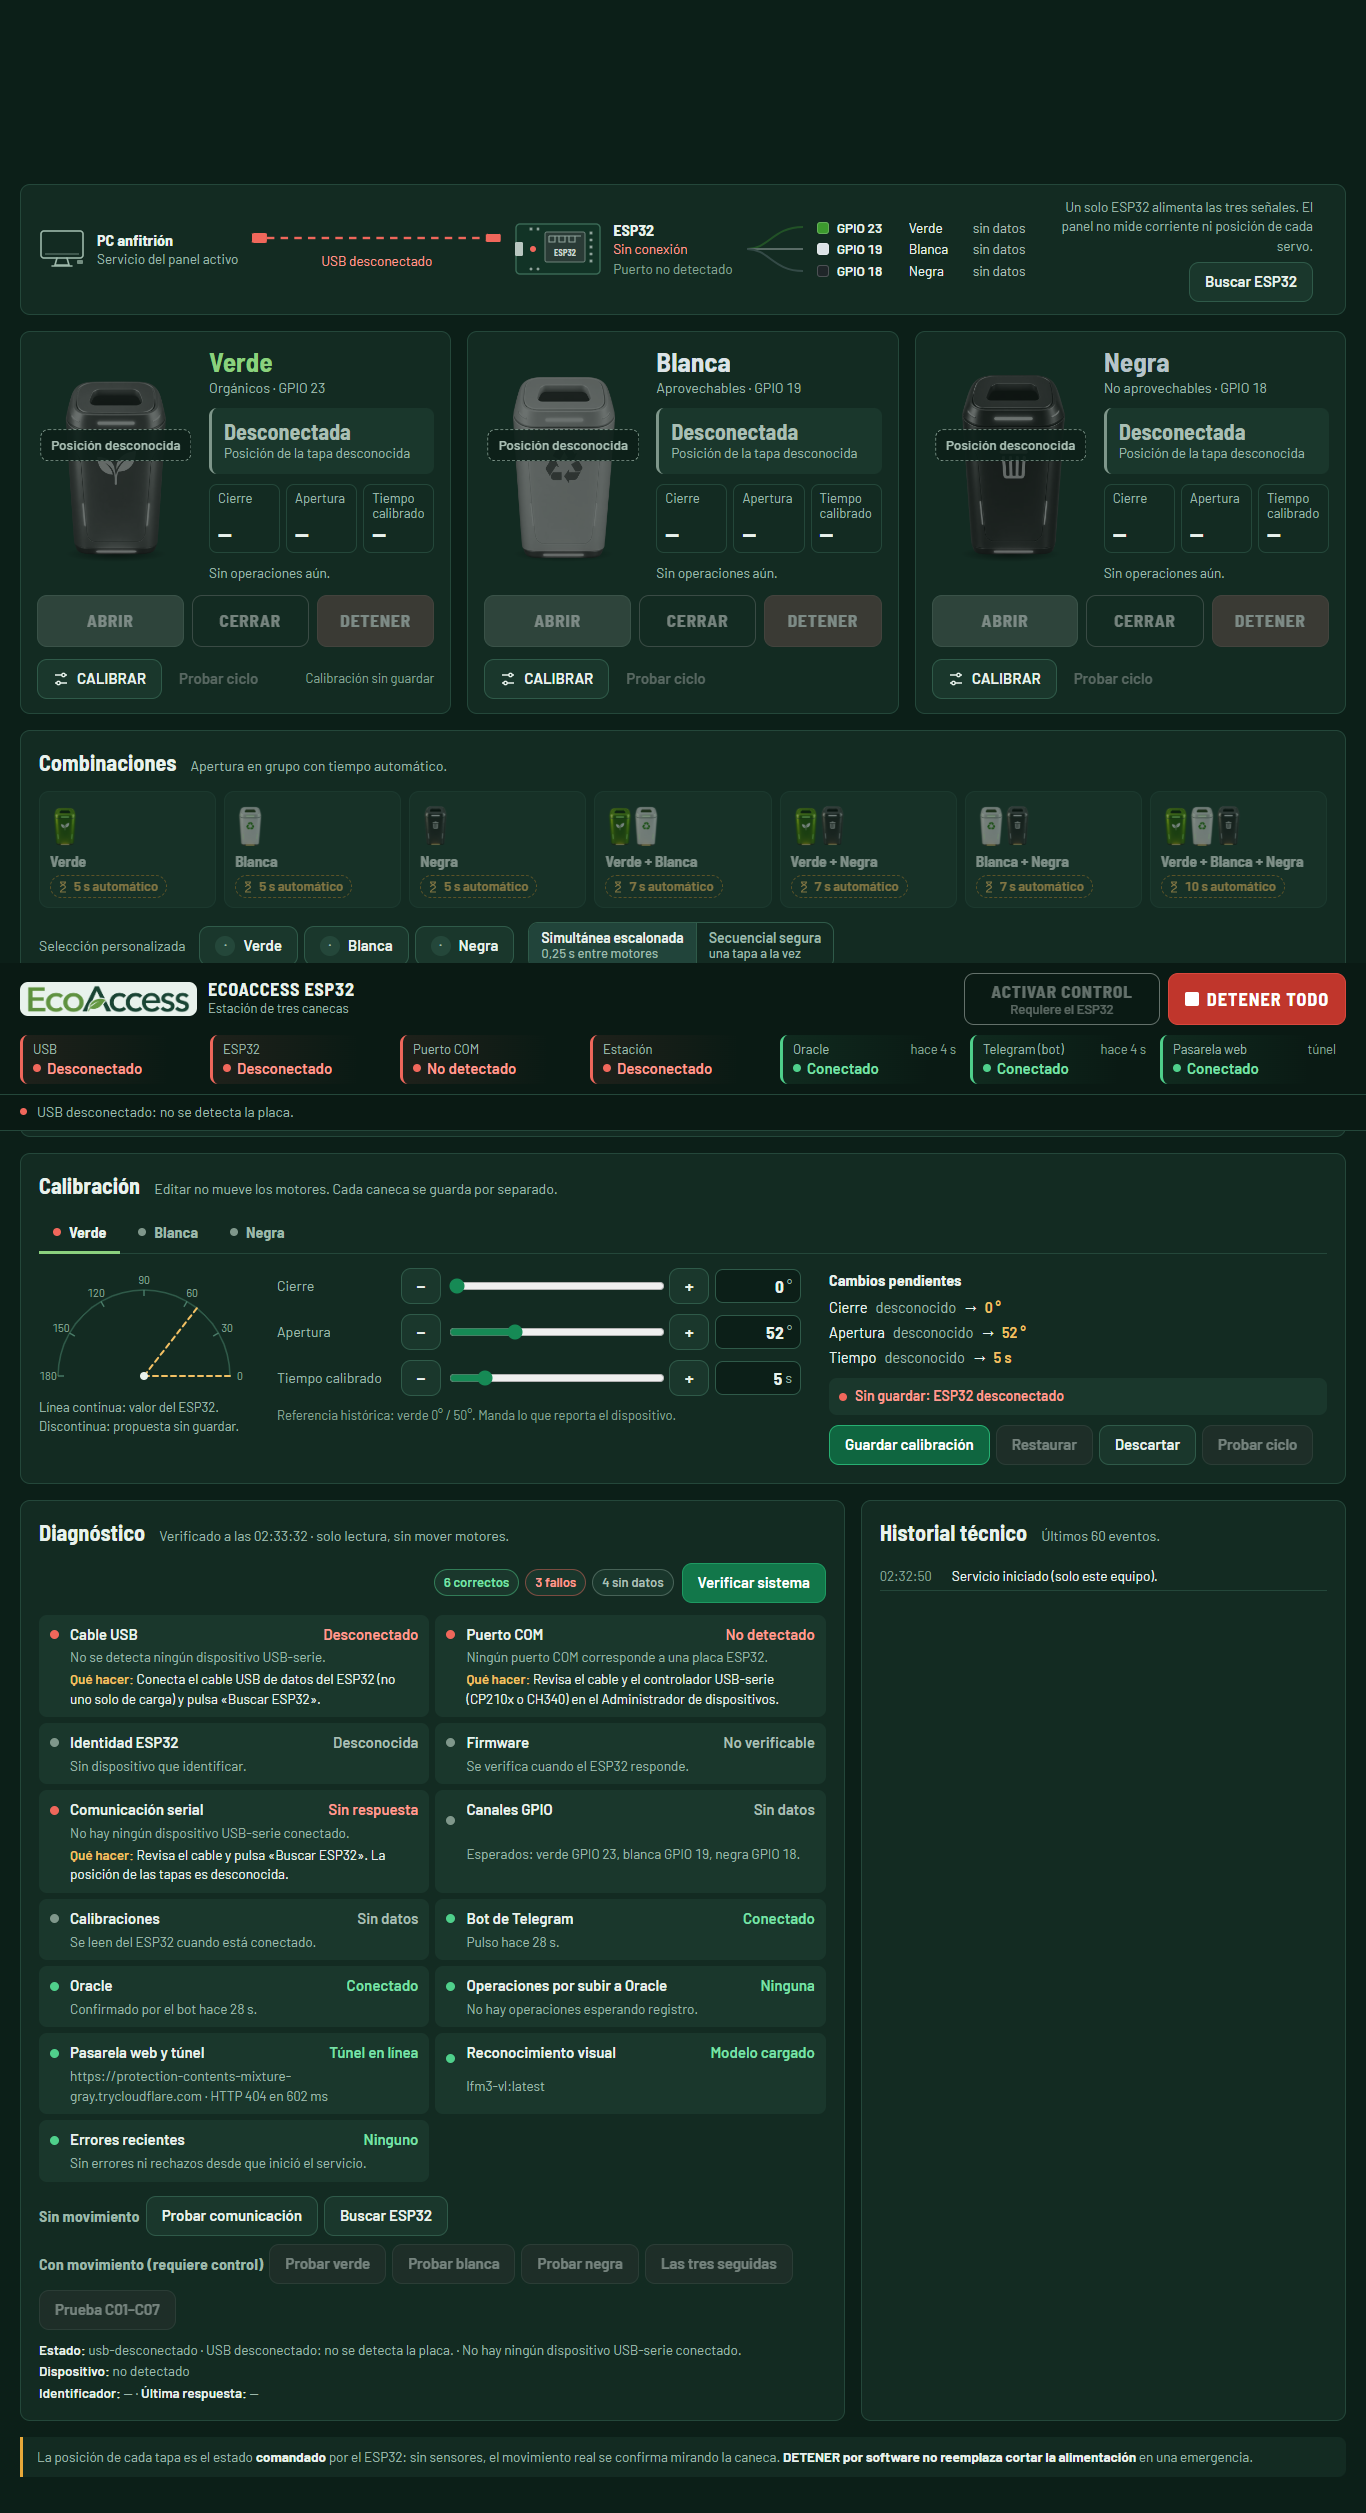 PC anfitrión
Servicio del panel activo
USB desconectado
ESP32
ESP32
Sin conexión
Puerto no detectado
GPIO 23 Verde sin datos
GPIO 19 Blanca sin datos
GPIO 18 Negra sin datos
Un solo ESP32 alimenta las tres señales. El
panel no mide corriente ni posición de cada
servo.
Buscar ESP32
Verde
Orgánicos · GPIO 23
Posición desconocida
Desconectada
Posición de la tapa desconocida
Cierre
–
Apertura
–
Tiempo
calibrado
–
Sin operaciones aún.
ABRIR
CERRAR
DETENER
CALIBRAR
Probar ciclo
Calibración sin guardar
Blanca
Aprovechables · GPIO 19
Posición desconocida
Desconectada
Posición de la tapa desconocida
Cierre
–
Apertura
–
Tiempo
calibrado
–
Sin operaciones aún.
ABRIR
CERRAR
DETENER
CALIBRAR
Probar ciclo
Negra
No aprovechables · GPIO 18
Posición desconocida
Desconectada
Posición de la tapa desconocida
Cierre
–
Apertura
–
Tiempo
calibrado
–
Sin operaciones aún.
ABRIR
CERRAR
DETENER
CALIBRAR
Probar ciclo
Combinaciones Apertura en grupo con tiempo automático.
Verde
5 s automático
Blanca
5 s automático
Negra
5 s automático
Verde + Blanca
7 s automático
Verde + Negra
7 s automático
Blanca + Negra
7 s automático
Verde + Blanca + Negra
10 s automático
Selección personalizada
· Verde
· Blanca
· Negra
Simultánea escalonada
0,25 s entre motores
Secuencial segura
una tapa a la vez
EcoAccess
ECOACCESS ESP32
Estación de tres canecas
ACTIVAR CONTROL
Requiere el ESP32
DETENER TODO
USB
Desconectado
ESP32
Desconectado
Puerto COM
No detectado
Estación
Desconectado
Oracle hace 4 s
Conectado
Telegram (bot) hace 4 s
Conectado
Pasarela web túnel
Conectado
USB desconectado: no se detecta la placa.
Calibración Editar no mueve los motores. Cada caneca se guarda por separado.
Verde
Blanca
Negra
90
120
60
150
30
180
0
Línea continua: valor del ESP32.
Discontinua: propuesta sin guardar.
Cierre − + 0 °
Apertura − + 52 °
Tiempo calibrado − + 5 s
Referencia histórica: verde 0° / 50°. Manda lo que reporta el dispositivo.
Cambios pendientes
Cierre desconocido → 0 °
Apertura desconocido → 52 °
Tiempo desconocido → 5 s
Sin guardar: ESP32 desconectado
Guardar calibración
Restaurar
Descartar
Probar ciclo
Diagnóstico Verificado a las 02:33:32 · solo lectura, sin mover motores.
6 correctos
3 fallos
4 sin datos
Verificar sistema
Cable USB Desconectado
No se detecta ningún dispositivo USB-serie.
Qué hacer: Conecta el cable USB de datos del ESP32 (no
uno solo de carga) y pulsa «Buscar ESP32».
Puerto COM No detectado
Ningún puerto COM corresponde a una placa ESP32.
Qué hacer: Revisa el cable y el controlador USB-serie
(CP210x o CH340) en el Administrador de dispositivos.
Identidad ESP32 Desconocida
Sin dispositivo que identificar.
Firmware No verificable
Se verifica cuando el ESP32 responde.
Comunicación serial Sin respuesta
No hay ningún dispositivo USB-serie conectado.
Qué hacer: Revisa el cable y pulsa «Buscar ESP32». La
posición de las tapas es desconocida.
Canales GPIO Sin datos
Esperados: verde GPIO 23, blanca GPIO 19, negra GPIO 18.
Calibraciones Sin datos
Se leen del ESP32 cuando está conectado.
Bot de Telegram Conectado
Pulso hace 28 s.
Oracle Conectado
Confirmado por el bot hace 28 s.
Operaciones por subir a Oracle Ninguna
No hay operaciones esperando registro.
Pasarela web y túnel Túnel en línea
https://protection-contents-mixture-
gray.trycloudflare.com · HTTP 404 en 602 ms
Reconocimiento visual Modelo cargado
lfm3-vl:latest
Errores recientes Ninguno
Sin errores ni rechazos desde que inició el servicio.
Sin movimiento
Probar comunicación
Buscar ESP32
Con movimiento (requiere control)
Probar verde
Probar blanca
Probar negra
Las tres seguidas
Prueba C01–C07
Estado: usb-desconectado · USB desconectado: no se detecta la placa. · No hay ningún dispositivo USB-serie conectado.
Dispositivo: no detectado
Identificador: — · Última respuesta: —
Historial técnico Últimos 60 eventos.
02:32:50 Servicio iniciado (solo este equipo).
La posición de cada tapa es el estado comandado por el ESP32: sin sensores, el movimiento real se confirma mirando la caneca. DETENER por software no reemplaza cortar la alimentación en una emergencia.